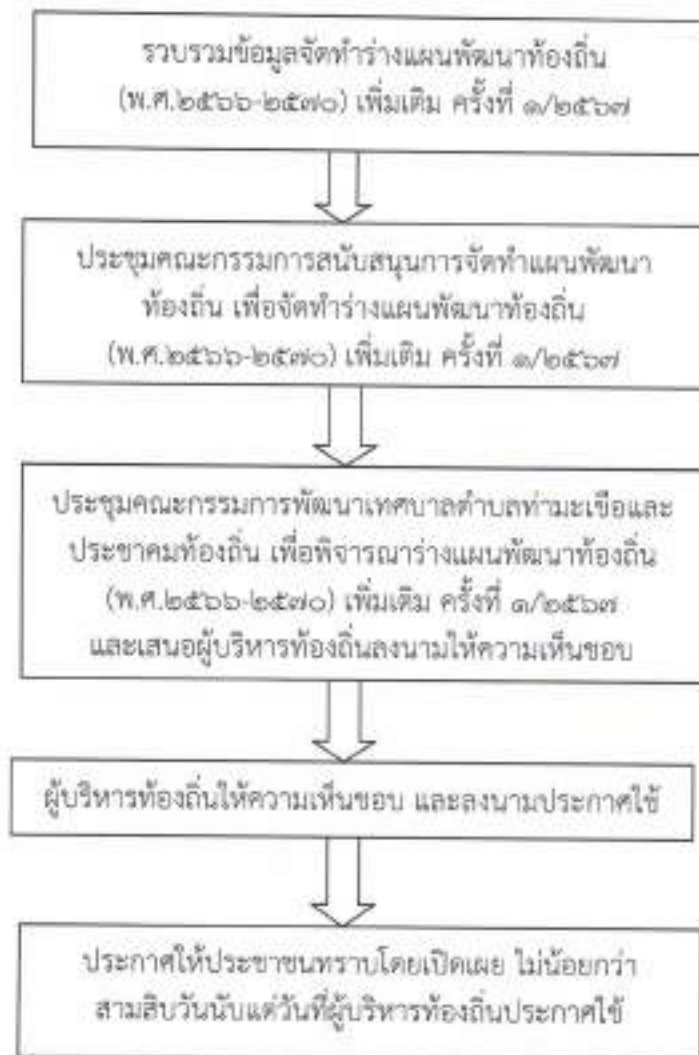 รวบรวมข้อมูลจัดทำร่างแผนพัฒนาท้องถิ่น
(พ.ศ.๒๕๖๖-๒๕๗๐) เพิ่มเติม ครั้งที่ ๑/๒๕๖๗
ประชุมคณะกรรมการสนับสนุนการจัดทำแผนพัฒนา
ท้องถิ่น เพื่อจัดทำร่างแผนพัฒนาท้องถิ่น
(พ.ศ.๒๕๖๖-๒๕๗๐) เพิ่มเติม ครั้งที่ ๑/๒๕๖๗
ประชุมคณะกรรมการพัฒนาเทศบาลตำบลท่ามะเขือและ
ประชาคมท้องถิ่น เพื่อพิจารณาร่างแผนพัฒนาท้องถิ่น
(พ.ศ.๒๕๖๖-๒๕๗๐) เพิ่มเติม ครั้งที่ ๑/๒๕๖๗
และเสนอผู้บริหารท้องถิ่นลงนามให้ความเห็นชอบ
ผู้บริหารท้องถิ่นให้ความเห็นชอบ และลงนามประกาศใช้
ประกาศให้ประชาชนทราบโดยเปิดเผย ไม่น้อยกว่า
สามสิบวันนับแต่วันที่ผู้บริหารท้องถิ่นประกาศใช้